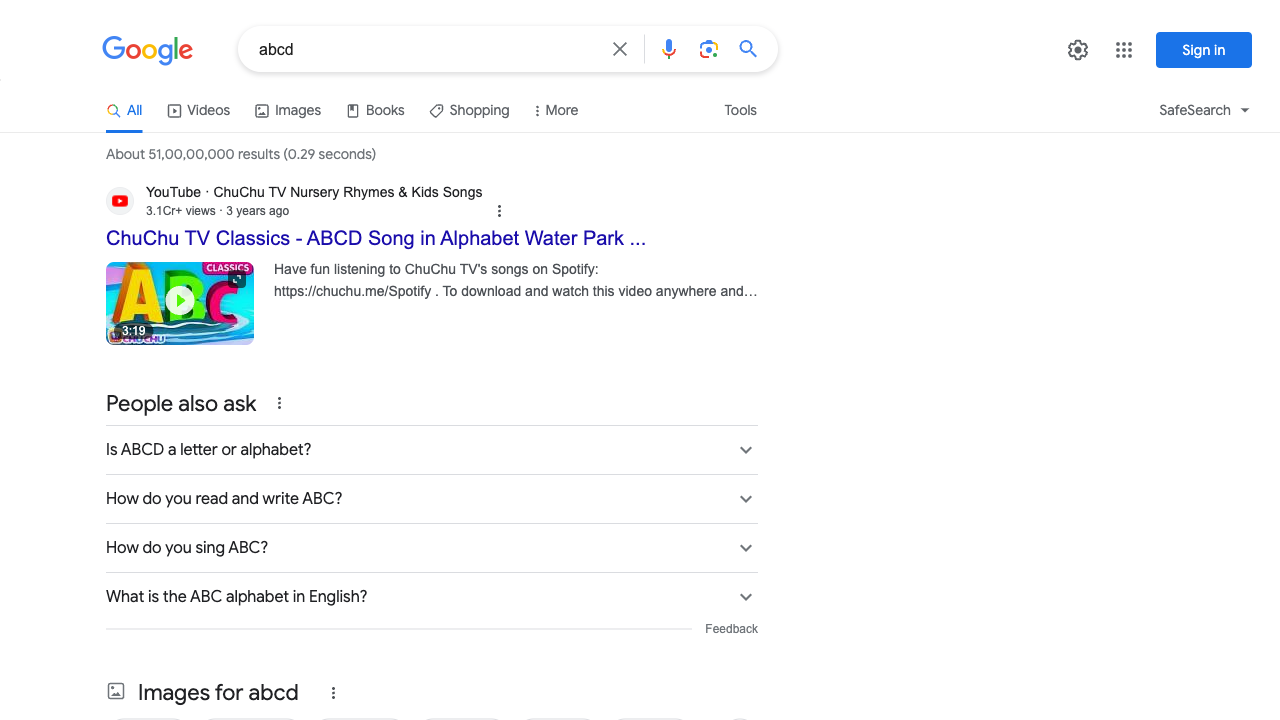 Google
abcd
Sign in
All Videos Images Books Shopping More Tools SafeSearch
About 51,00,00,000 results (0.29 seconds)
YouTube · ChuChu TV Nursery Rhymes & Kids Songs
3.1Cr+ views · 3 years ago
ChuChu TV Classics - ABCD Song in Alphabet Water Park ...
CLASSICS
ABC
3:19
CHUCHU
Have fun listening to ChuChu TV's songs on Spotify:
https://chuchu.me/Spotify . To download and watch this video anywhere and...
People also ask
Is ABCD a letter or alphabet?
How do you read and write ABC?
How do you sing ABC?
What is the ABC alphabet in English?
Feedback
Images for abcd